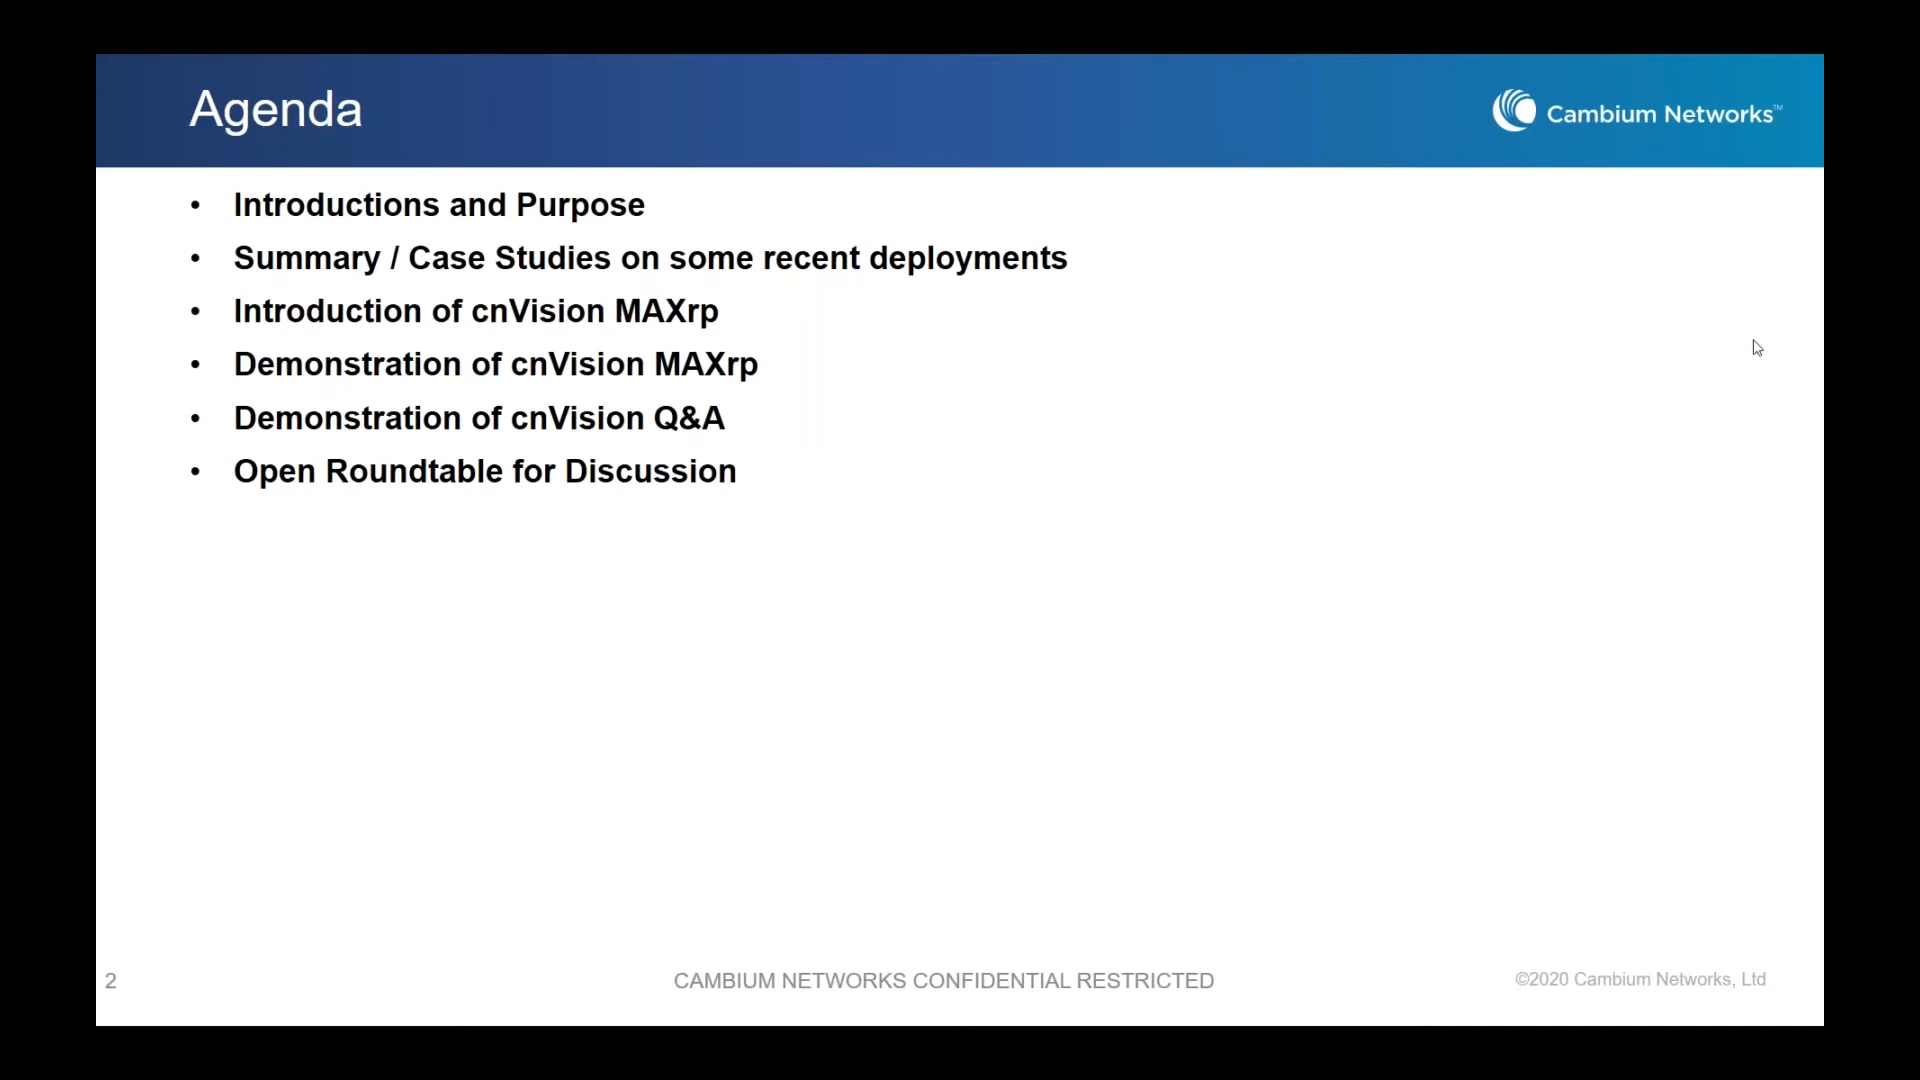 Agenda
Cambium Networks™
• Introductions and Purpose
• Summary / Case Studies on some recent deployments
• Introduction of cnVision MAXrp
• Demonstration of cnVision MAXrp
• Demonstration of cnVision Q&A
• Open Roundtable for Discussion
2
CAMBIUM NETWORKS CONFIDENTIAL RESTRICTED
©2020 Cambium Networks, Ltd